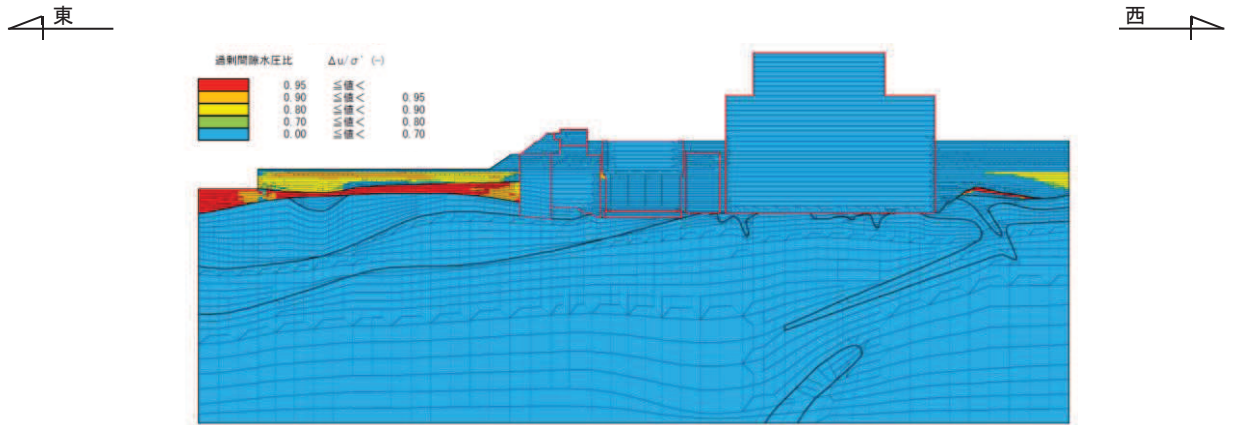 東
西
過剰間隙水圧比 Δu/σ' (-)
0.95 ≦値<
0.90 ≦値< 0.95
0.80 ≦値< 0.90
0.70 ≦値< 0.80
0.00 ≦値< 0.70